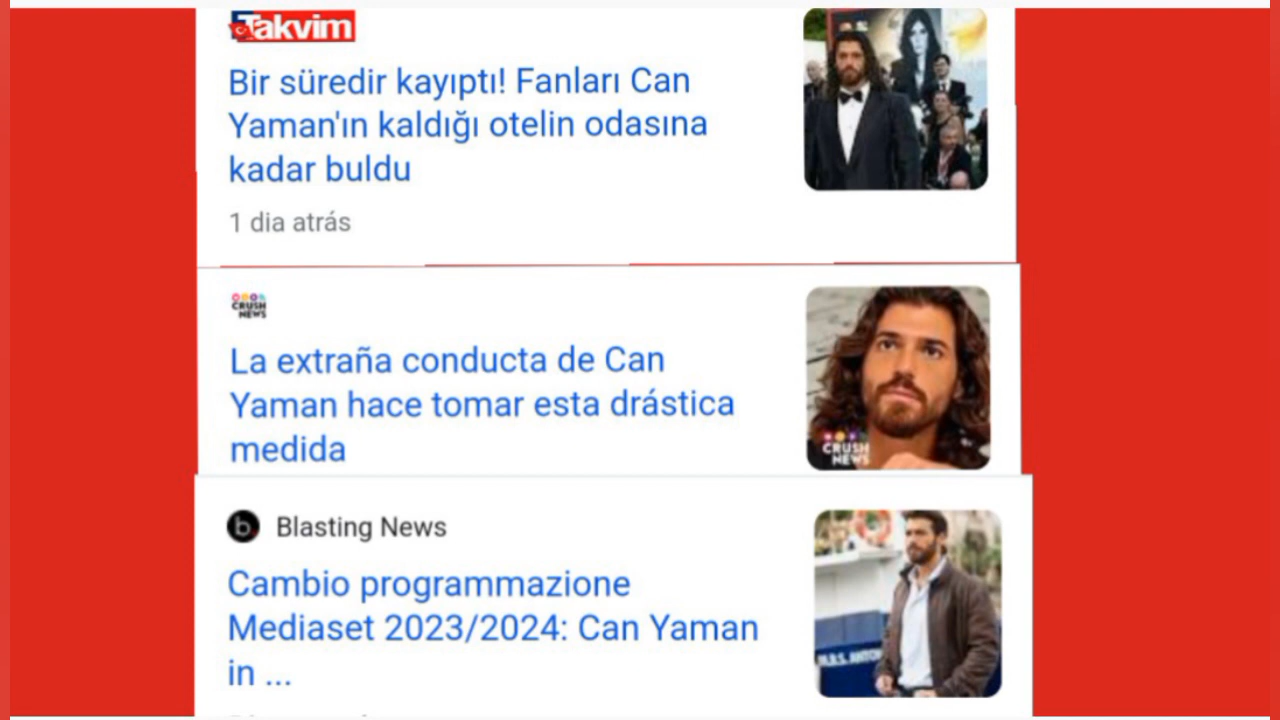 Takvim
Bir süredir kayıptı! Fanları Can
Yaman'ın kaldığı otelin odasına
kadar buldu
1 dia atrás
CRUSH
NEWS
La extraña conducta de Can
Yaman hace tomar esta drástica
medida
CRUSH
NEWS
b Blasting News
Cambio programmazione
Mediaset 2023/2024: Can Yaman
in ...